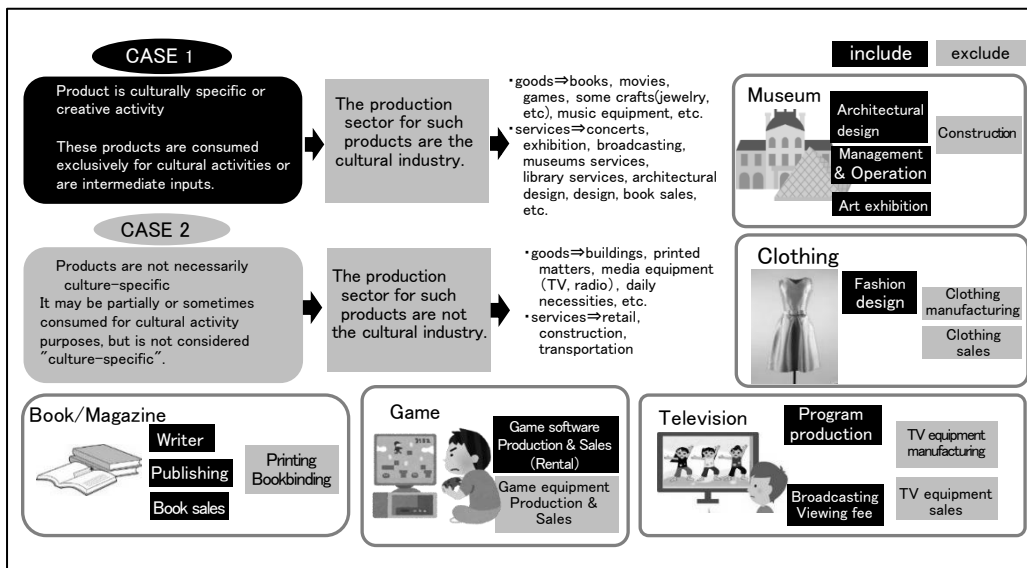 CASE 1
Product is culturally specific or
creative activity
These products are consumed
exclusively for cultural activities or
are intermediate inputs.
The production
sector for such
products are the
cultural industry.
・goods⇒books, movies,
games, some crafts(jewelry,
etc), music equipment, etc.
・services⇒concerts,
exhibition, broadcasting,
museums services,
library services, architectural
design, design, book sales,
etc.
include
exclude
Museum
Architectural
design
Management
& Operation
Art exhibition
Construction
CASE 2
Products are not necessarily
culture-specific
It may be partially or sometimes
consumed for cultural activity
purposes, but is not considered
"culture-specific".
The production
sector for such
products are not
the cultural industry.
・goods⇒buildings, printed
matters, media equipment
(TV, radio), daily
necessities, etc.
・services⇒retail,
construction,
transportation
Clothing
Fashion
design
Clothing
manufacturing
Clothing
sales
Book/Magazine
Writer
Publishing
Book sales
Printing
Bookbinding
Game
Game software
Production & Sales
(Rental)
Game equipment
Production &
Sales
Television
Program
production
Broadcasting
Viewing fee
TV equipment
manufacturing
TV equipment
sales